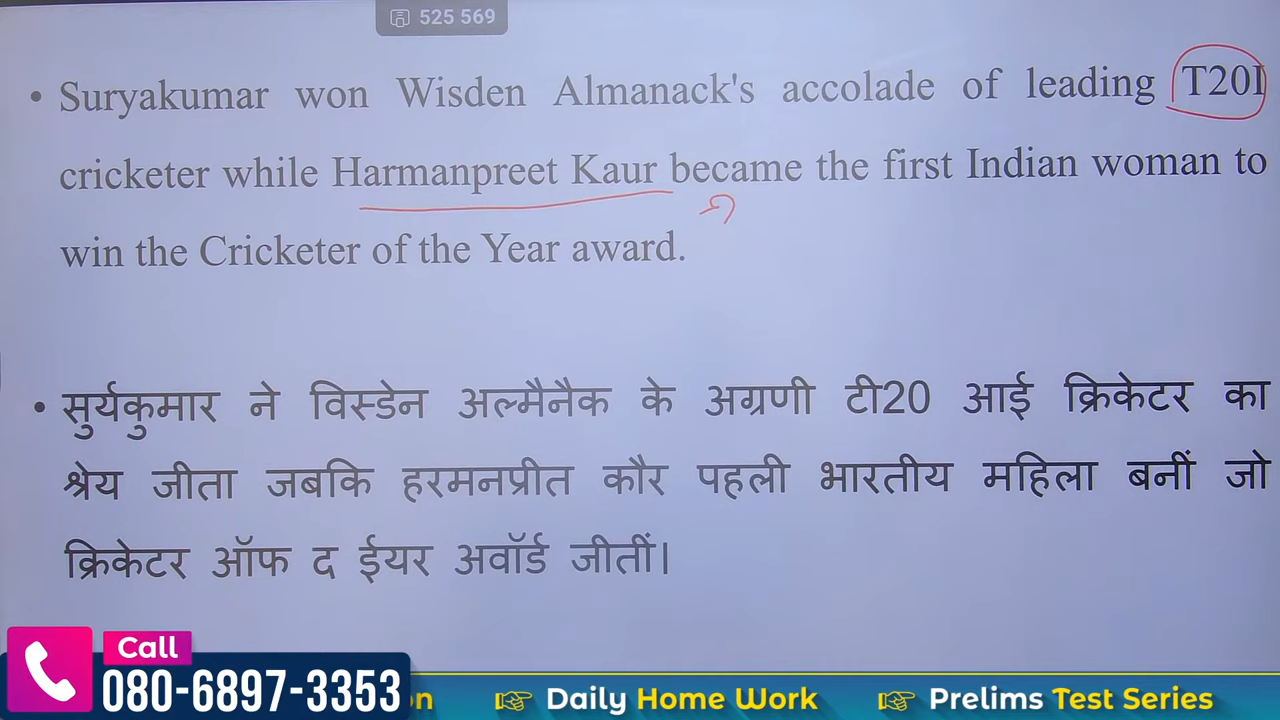 525 569
• Suryakumar won Wisden Almanack's accolade of leading T20I
cricketer while Harmanpreet Kaur became the first Indian woman to
win the Cricketer of the Year award.
• सुर्यकुमार ने विस्डेन अल्मैनैक के अग्रणी टी20 आई क्रिकेटर का
श्रेय जीता जबकि हरमनप्रीत कौर पहली भारतीय महिला बनीं जो
क्रिकेटर ऑफ द ईयर अवॉर्ड जीतीं।
Call
080-6897-3353
Daily Home Work Prelims Test Series